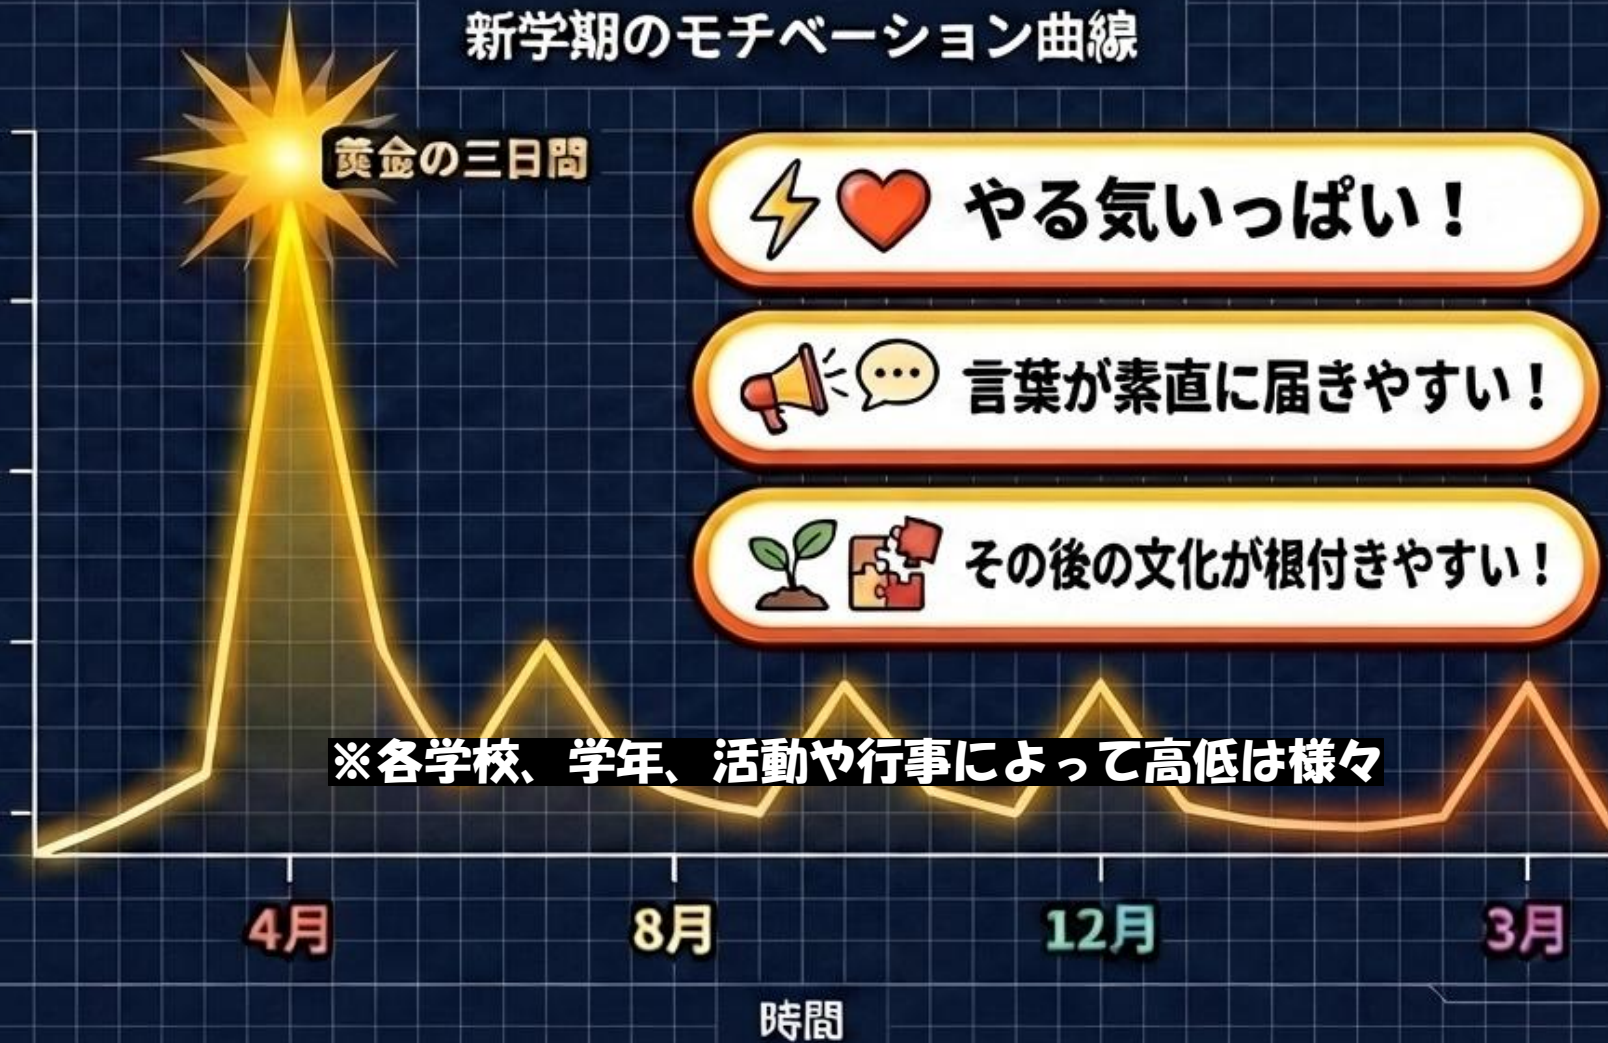 新学期のモチベーション曲線
黄金の三日間
やる気いっぱい！
言葉が素直に届きやすい！
その後の文化が根付きやすい！
※各学校、学年、活動や行事によって高低は様々
4月
8月
12月
3月
時間